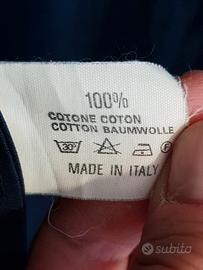 100%
COTONE COTON
COTTON BAUMWOLLE
30°
P
MADE IN ITALY
subito